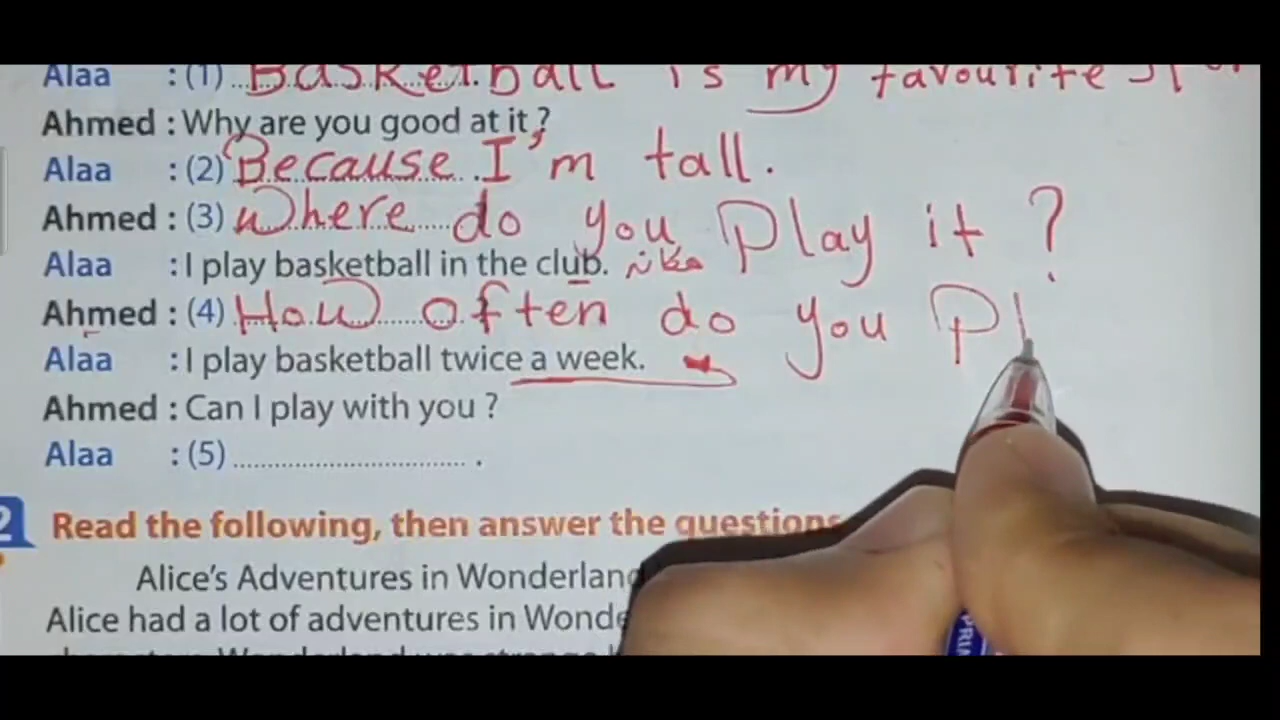 Alaa : (1) Basketball is my favourite
Ahmed : Why are you good at it ?
Alaa : (2) Because I'm tall.
Ahmed : (3) Where do you Play it ?
Alaa : I play basketball in the club. مكان
Ahmed : (4) How often do you Pl
Alaa : I play basketball twice a week.
Ahmed : Can I play with you ?
Alaa : (5) ................................ .
2 Read the following, then answer the questions
Alice's Adventures in Wonderland
Alice had a lot of adventures in Wonde